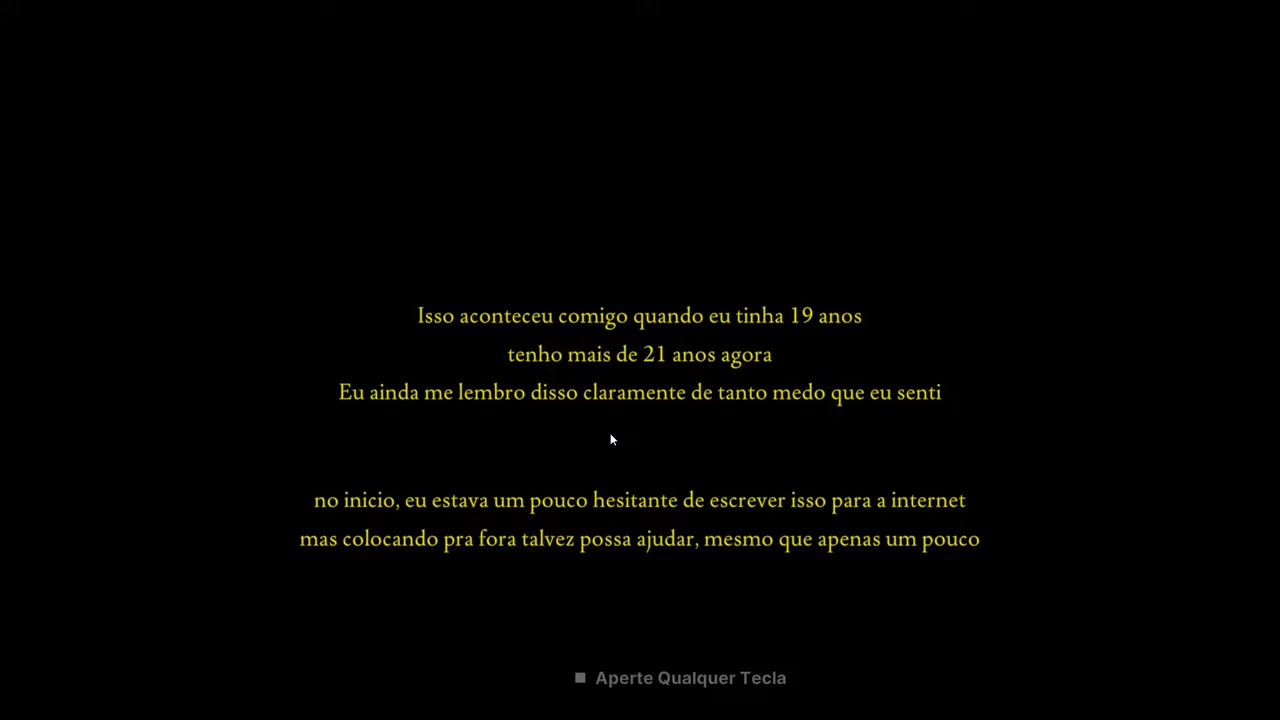 Isso aconteceu comigo quando eu tinha 19 anos
tenho mais de 21 anos agora
Eu ainda me lembro disso claramente de tanto medo que eu senti
no inicio, eu estava um pouco hesitante de escrever isso para a internet
mas colocando pra fora talvez possa ajudar, mesmo que apenas um pouco
Aperte Qualquer Tecla